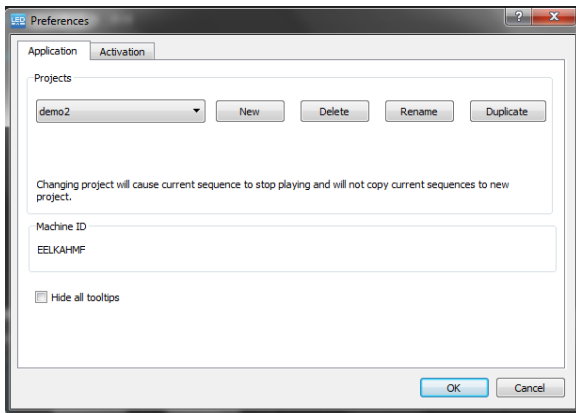 LED Preferences ? X
Application Activation
Projects
demo2 New Delete Rename Duplicate
Changing project will cause current sequence to stop playing and will not copy current sequences to new
project.
Machine ID
EELKAHMF
Hide all tooltips
OK Cancel